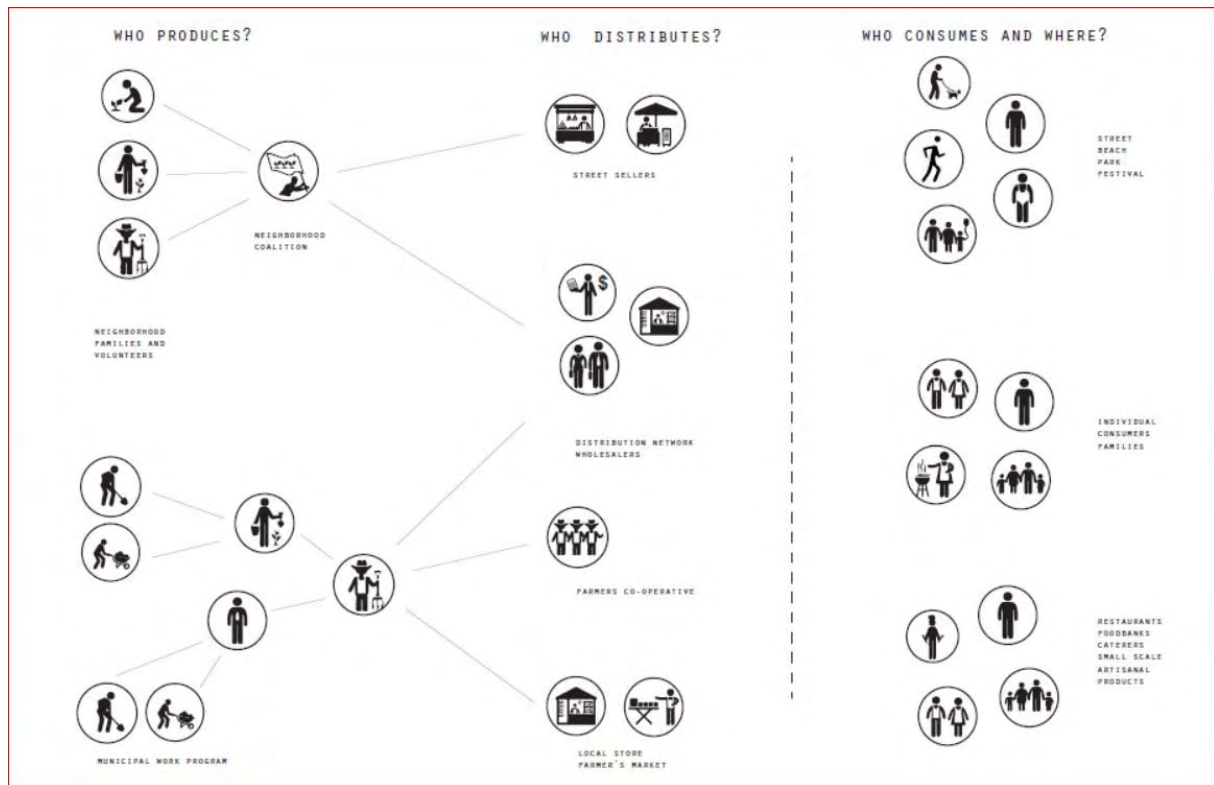 WHO PRODUCES?
WHO DISTRIBUTES?
WHO CONSUMES AND WHERE?
STREET SELLERS
STREET
BEACH
PARK
FESTIVAL
NEIGHBORHOOD
COALITION
$
NEIGHBORHOOD
FAMILIES AND
VOLUNTEERS
DISTRIBUTION NETWORK
WHOLESALERS
INDIVIDUAL
CONSUMERS
FAMILIES
FARMERS CO-OPERATIVE
RESTAURANTS
FOODBANKS
CATERERS
SMALL SCALE
ARTISANAL
PRODUCTS
MUNICIPAL WORK PROGRAM
LOCAL STORE
FARMER´S MARKET